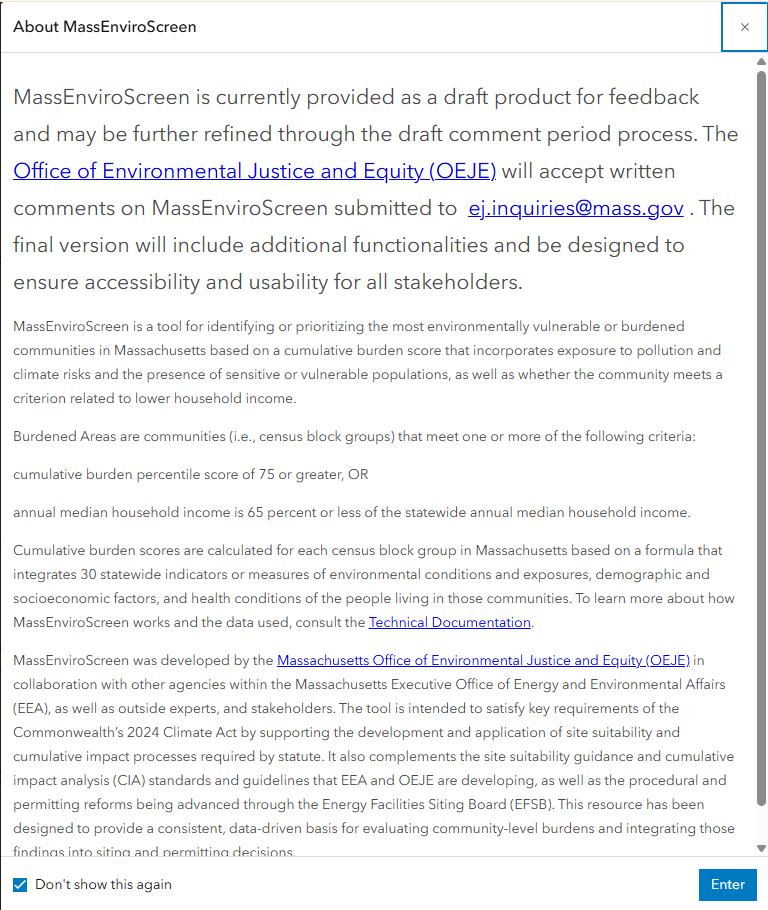 About MassEnviroScreen
×
MassEnviroScreen is currently provided as a draft product for feedback
and may be further refined through the draft comment period process. The
Office of Environmental Justice and Equity (OEJE) will accept written
comments on MassEnviroScreen submitted to ej.inquiries@mass.gov . The
final version will include additional functionalities and be designed to
ensure accessibility and usability for all stakeholders.
MassEnviroScreen is a tool for identifying or prioritizing the most environmentally vulnerable or burdened
communities in Massachusetts based on a cumulative burden score that incorporates exposure to pollution and
climate risks and the presence of sensitive or vulnerable populations, as well as whether the community meets a
criterion related to lower household income.
Burdened Areas are communities (i.e., census block groups) that meet one or more of the following criteria:
cumulative burden percentile score of 75 or greater, OR
annual median household income is 65 percent or less of the statewide annual median household income.
Cumulative burden scores are calculated for each census block group in Massachusetts based on a formula that
integrates 30 statewide indicators or measures of environmental conditions and exposures, demographic and
socioeconomic factors, and health conditions of the people living in those communities. To learn more about how
MassEnviroScreen works and the data used, consult the Technical Documentation.
MassEnviroScreen was developed by the Massachusetts Office of Environmental Justice and Equity (OEJE) in
collaboration with other agencies within the Massachusetts Executive Office of Energy and Environmental Affairs
(EEA), as well as outside experts, and stakeholders. The tool is intended to satisfy key requirements of the
Commonwealth's 2024 Climate Act by supporting the development and application of site suitability and
cumulative impact processes required by statute. It also complements the site suitability guidance and cumulative
impact analysis (CIA) standards and guidelines that EEA and OEJE are developing, as well as the procedural and
permitting reforms being advanced through the Energy Facilities Siting Board (EFSB). This resource has been
designed to provide a consistent, data-driven basis for evaluating community-level burdens and integrating those
findings into siting and permitting decisions.
Don't show this again
Enter